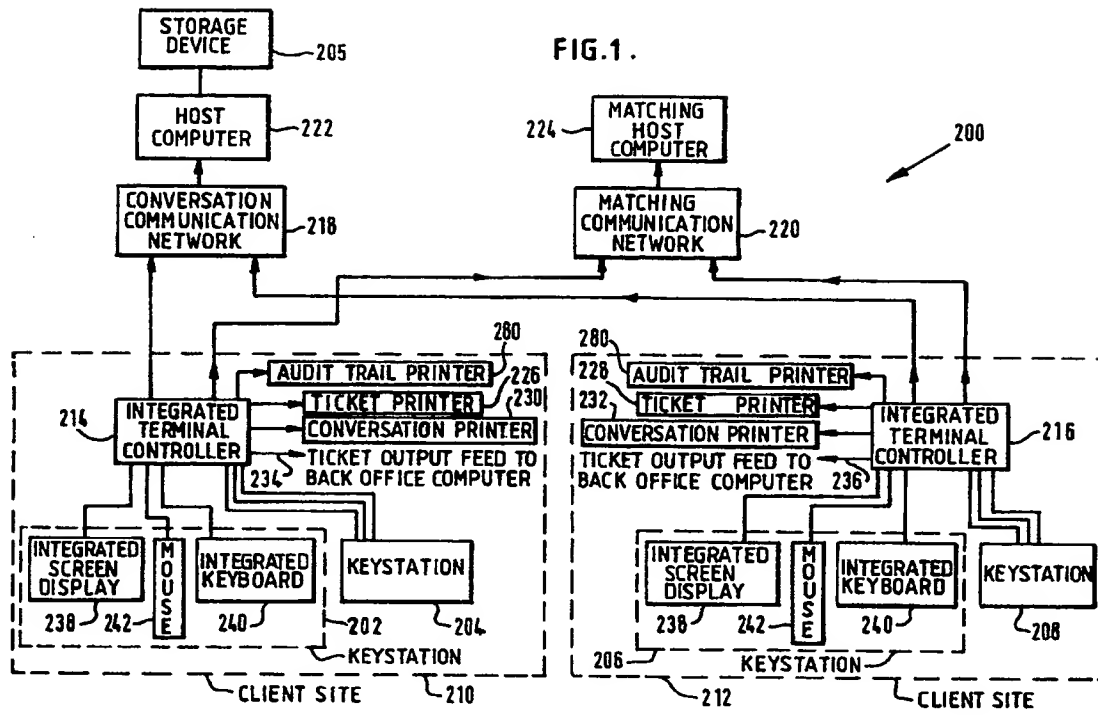 FIG.1.
STORAGE
DEVICE
205
HOST
COMPUTER
222
CONVERSATION
COMMUNICATION
NETWORK
218
224
MATCHING
HOST
COMPUTER
200
MATCHING
COMMUNICATION
NETWORK
220
280
AUDIT TRAIL PRINTER
226
TICKET PRINTER
230
CONVERSATION PRINTER
214
INTEGRATED
TERMINAL
CONTROLLER
234
TICKET OUTPUT FEED TO
BACK OFFICE COMPUTER
INTEGRATED
SCREEN
DISPLAY
238
MOUSE
242
INTEGRATED
KEYBOARD
240
202
KEYSTATION
KEYSTATION
204
CLIENT SITE
210
280
AUDIT TRAIL PRINTER
228
TICKET PRINTER
232
CONVERSATION PRINTER
INTEGRATED
TERMINAL
CONTROLLER
216
TICKET OUTPUT FEED TO
BACK OFFICE COMPUTER
236
INTEGRATED
SCREEN
DISPLAY
238
MOUSE
242
INTEGRATED
KEYBOARD
240
206
KEYSTATION
KEYSTATION
208
212
CLIENT SITE